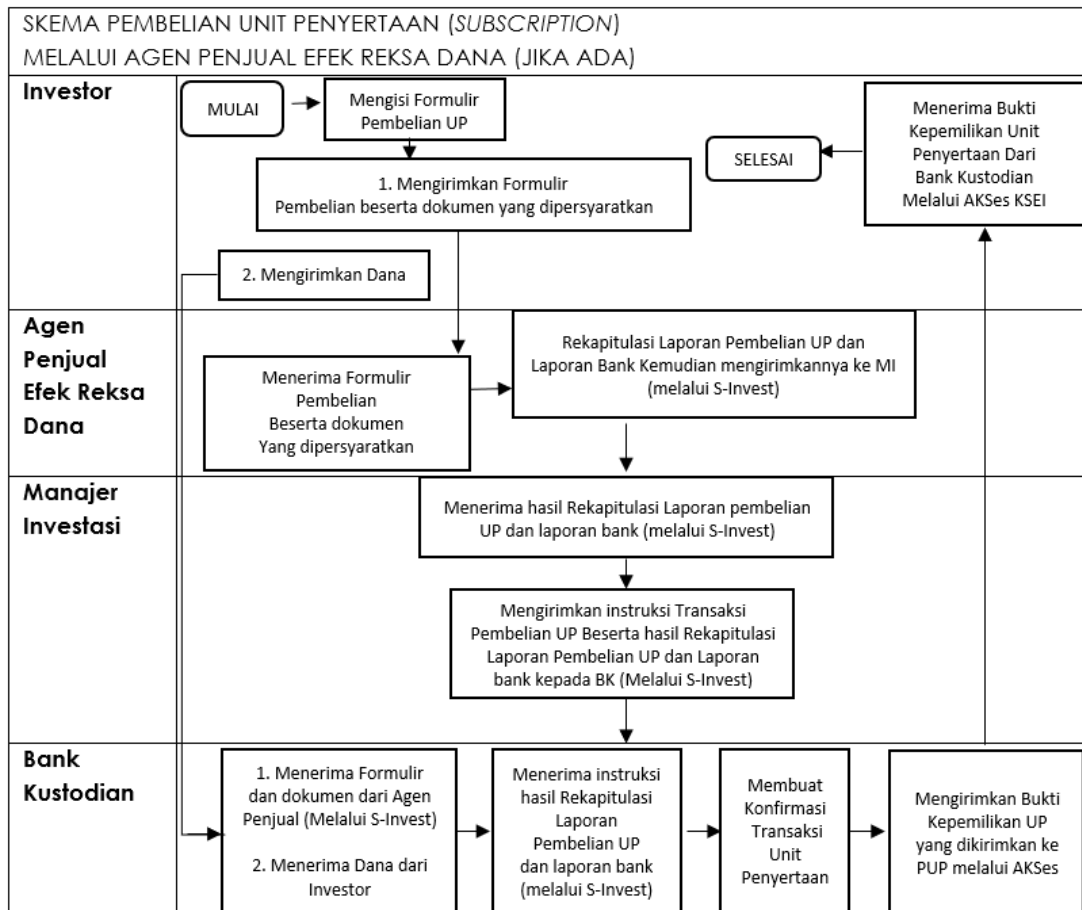 SKEMA PEMBELIAN UNIT PENYERTAAN (SUBSCRIPTION)
MELALUI AGEN PENJUAL EFEK REKSA DANA (JIKA ADA)
Investor
MULAI
Mengisi Formulir
Pembelian UP
1. Mengirimkan Formulir
Pembelian beserta dokumen yang dipersyaratkan
2. Mengirimkan Dana
SELESAI
Menerima Bukti
Kepemilikan Unit
Penyertaan Dari
Bank Kustodian
Melalui AKSes KSEI
Agen
Penjual
Efek Reksa
Dana
Menerima Formulir
Pembelian
Beserta dokumen
Yang dipersyaratkan
Rekapitulasi Laporan Pembelian UP dan
Laporan Bank Kemudian mengirimkannya ke MI
(melalui S-Invest)
Manajer
Investasi
Menerima hasil Rekapitulasi Laporan pembelian
UP dan laporan bank (melalui S-Invest)
Mengirimkan instruksi Transaksi
Pembelian UP Beserta hasil Rekapitulasi
Laporan Pembelian UP dan Laporan
bank kepada BK (Melalui S-Invest)
Bank
Kustodian
1. Menerima Formulir
dan dokumen dari Agen
Penjual (Melalui S-Invest)
2. Menerima Dana dari
Investor
Menerima instruksi
hasil Rekapitulasi
Laporan
Pembelian UP
dan laporan bank
(melalui S-Invest)
Membuat
Konfirmasi
Transaksi
Unit
Penyertaan
Mengirimkan Bukti
Kepemilikan UP
yang dikirimkan ke
PUP melalui AKSes